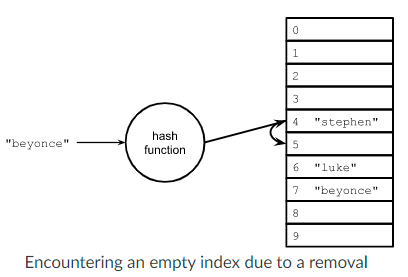 0
1
2
3
4 "stephen"
"beyonce"
hash
function
5
6 "luke"
7 "beyonce"
8
9
Encountering an empty index due to a removal